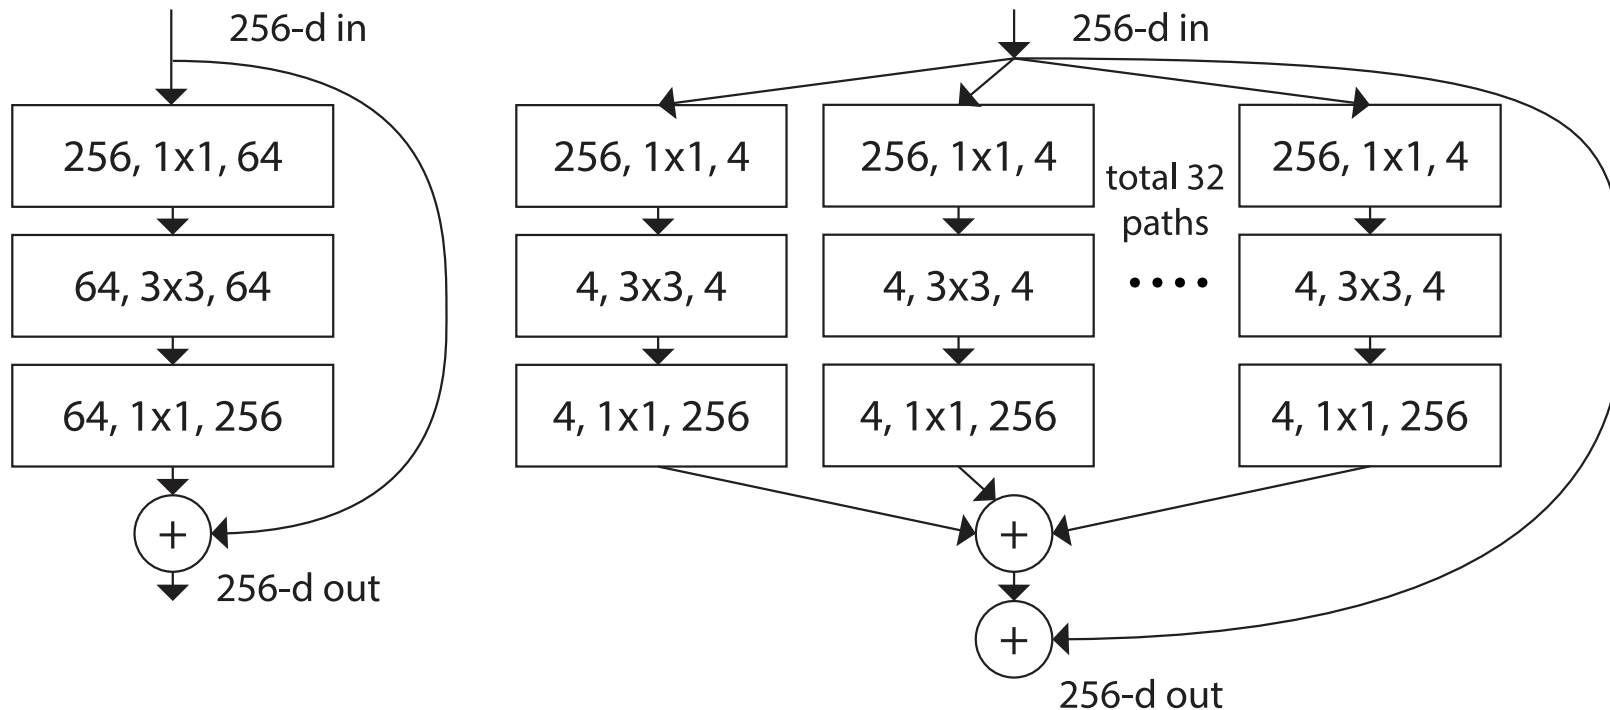 256-d in
256, 1x1, 64
64, 3x3, 64
64, 1x1, 256
+
256-d out
256-d in
256, 1x1, 4
256, 1x1, 4
total 32
paths
256, 1x1, 4
4, 3x3, 4
4, 3x3, 4
....
4, 3x3, 4
4, 1x1, 256
4, 1x1, 256
4, 1x1, 256
+
+
256-d out